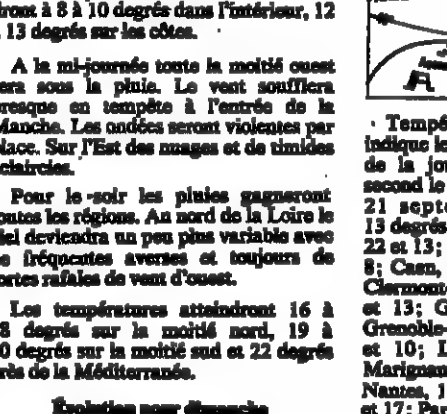 dront à 8 à 10 degrés dans l'intérieur, 12
13 degrés sur les côtes.
A la mi-journée toute la moitié ouest
sera sous la pluie. Le vent soufflera
presque en tempête à l'entrée de la
Manche. Les ondées seront violentes par
place. Sur l'Est des nuages et de timides
éclaircies.
Pour le soir les pluies gagneront
toutes les régions. Au nord de la Loire le
ciel deviendra un peu plus variable avec
de fréquentes averses et toujours de
fortes rafales de vent d'ouest.
Les températures atteindront 16 à
18 degrés sur la moitié nord, 19 à
20 degrés sur la moitié sud et 22 degrés
près de la Méditerranée.
Évolution pour dimanche
Tempé
indique le
de la jou
second le
21 septe
13 degrés
22 et 13;
8; Caen,
Clermont-
et 13; G
Grenoble-
et 10; L
Marignan
Nantes, 1
et 17; Pa